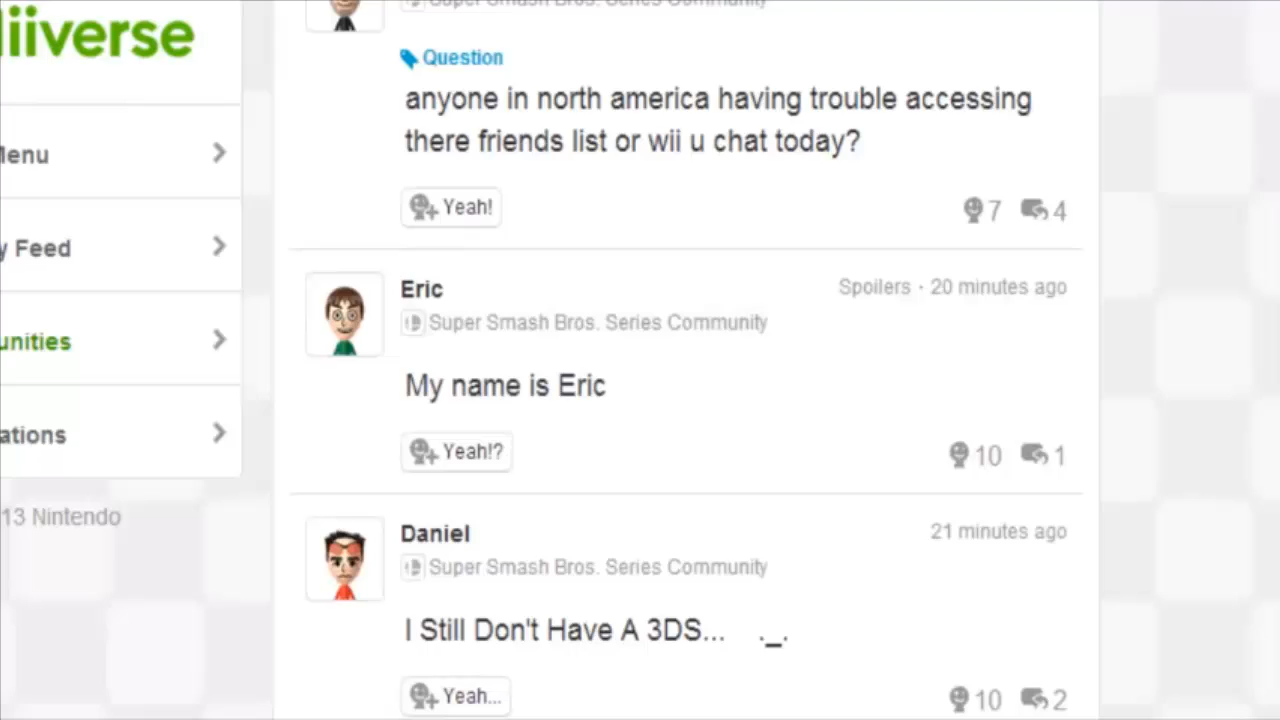 iiverse
Super Smash Bros. Series Community
Question
anyone in north america having trouble accessing
there friends list or wii u chat today?
Yeah!
7 4
Menu
y Feed
unities
ations
13 Nintendo
Eric
Spoilers · 20 minutes ago
Super Smash Bros. Series Community
My name is Eric
Yeah!?
10 1
Daniel
21 minutes ago
Super Smash Bros. Series Community
I Still Don't Have A 3DS... ._.
Yeah...
10 2